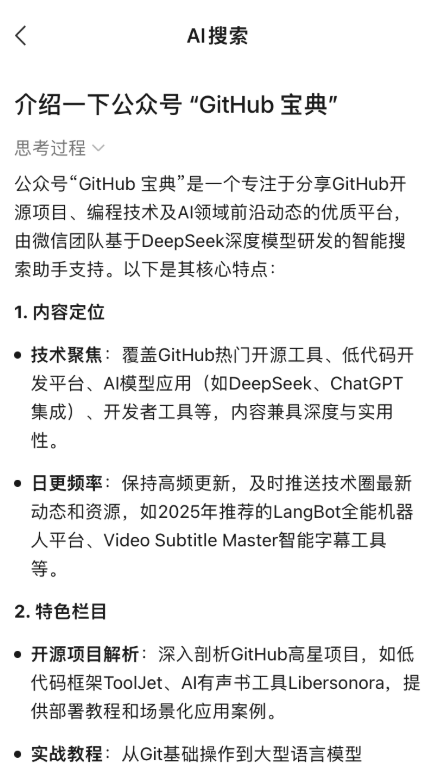 AI搜索
介绍一下公众号 “GitHub 宝典”
思考过程
公众号“GitHub 宝典”是一个专注于分享GitHub开
源项目、编程技术及AI领域前沿动态的优质平台，
由微信团队基于DeepSeek深度模型研发的智能搜
索助手支持。以下是其核心特点：
1. 内容定位
• 技术聚焦：覆盖GitHub热门开源工具、低代码开
发平台、AI模型应用（如DeepSeek、ChatGPT
集成）、开发者工具等，内容兼具深度与实用
性。
• 日更频率：保持高频更新，及时推送技术圈最新
动态和资源，如2025年推荐的LangBot全能机器
人平台、Video Subtitle Master智能字幕工具
等。
2. 特色栏目
• 开源项目解析：深入剖析GitHub高星项目，如低
代码框架ToolJet、AI有声书工具Libersonora，提
供部署教程和场景化应用案例。
• 实战教程：从Git基础操作到大型语言模型